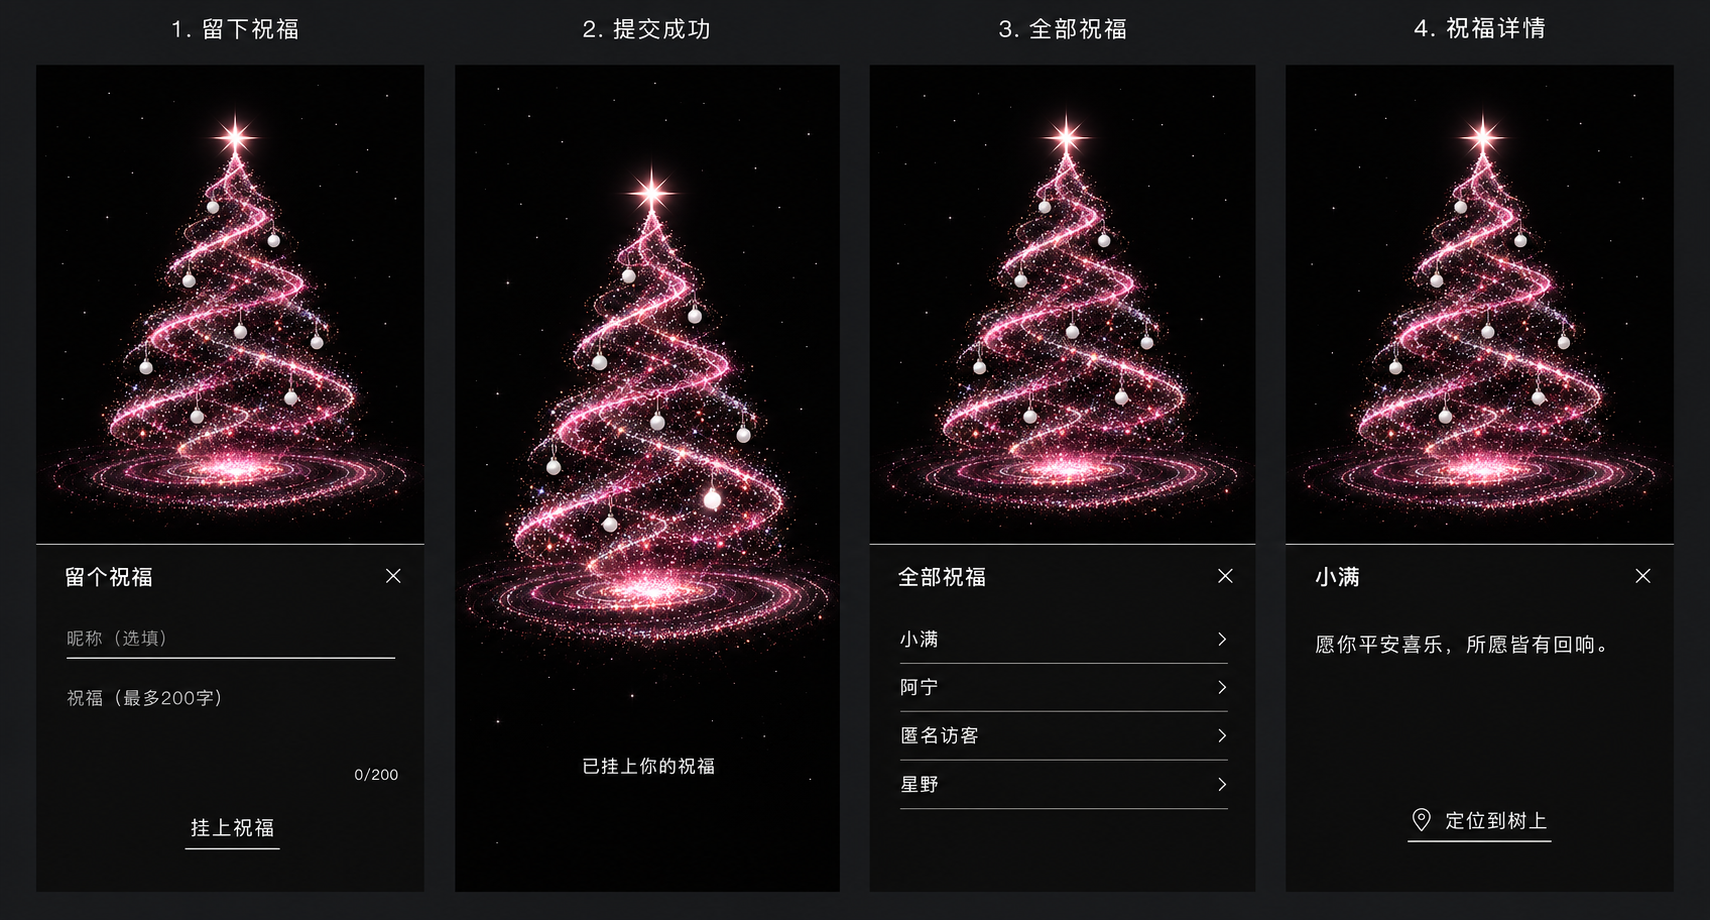 1. 留下祝福
留个祝福
昵称（选填）
祝福（最多200字）
0/200
挂上祝福
2. 提交成功
已挂上你的祝福
3. 全部祝福
全部祝福
小满
阿宁
匿名访客
星野
4. 祝福详情
小满
愿你平安喜乐，所愿皆有回响。
定位到树上